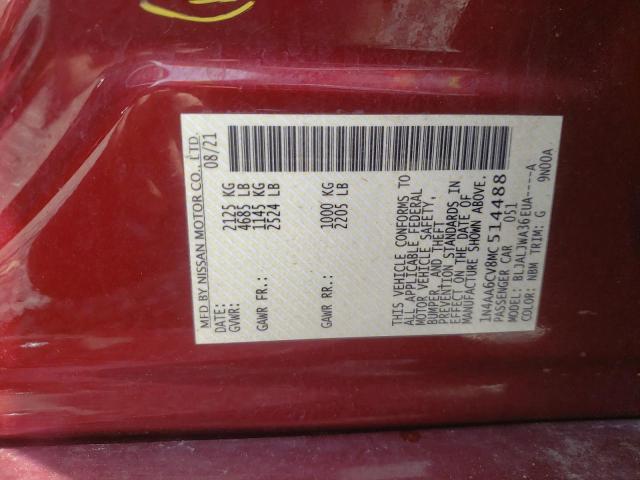 MFD BY NISSAN MOTOR CO., LTD.
DATE: 08/21
GVWR: 2125 KG
4685 LB
GAWR FR.: 1145 KG
2524 LB
GAWR RR.: 1000 KG
2205 LB
THIS VEHICLE CONFORMS TO
ALL APPLICABLE FEDERAL
MOTOR VEHICLE SAFETY,
BUMPER, AND THEFT
PREVENTION STANDARDS IN
EFFECT ON THE DATE OF
MANUFACTURE SHOWN ABOVE.
1N4AA6CV8MC514488
PASSENGER CAR 051
MODEL: BLJALJWA36EUA----A
COLOR: NBM TRIM: G 9N00A